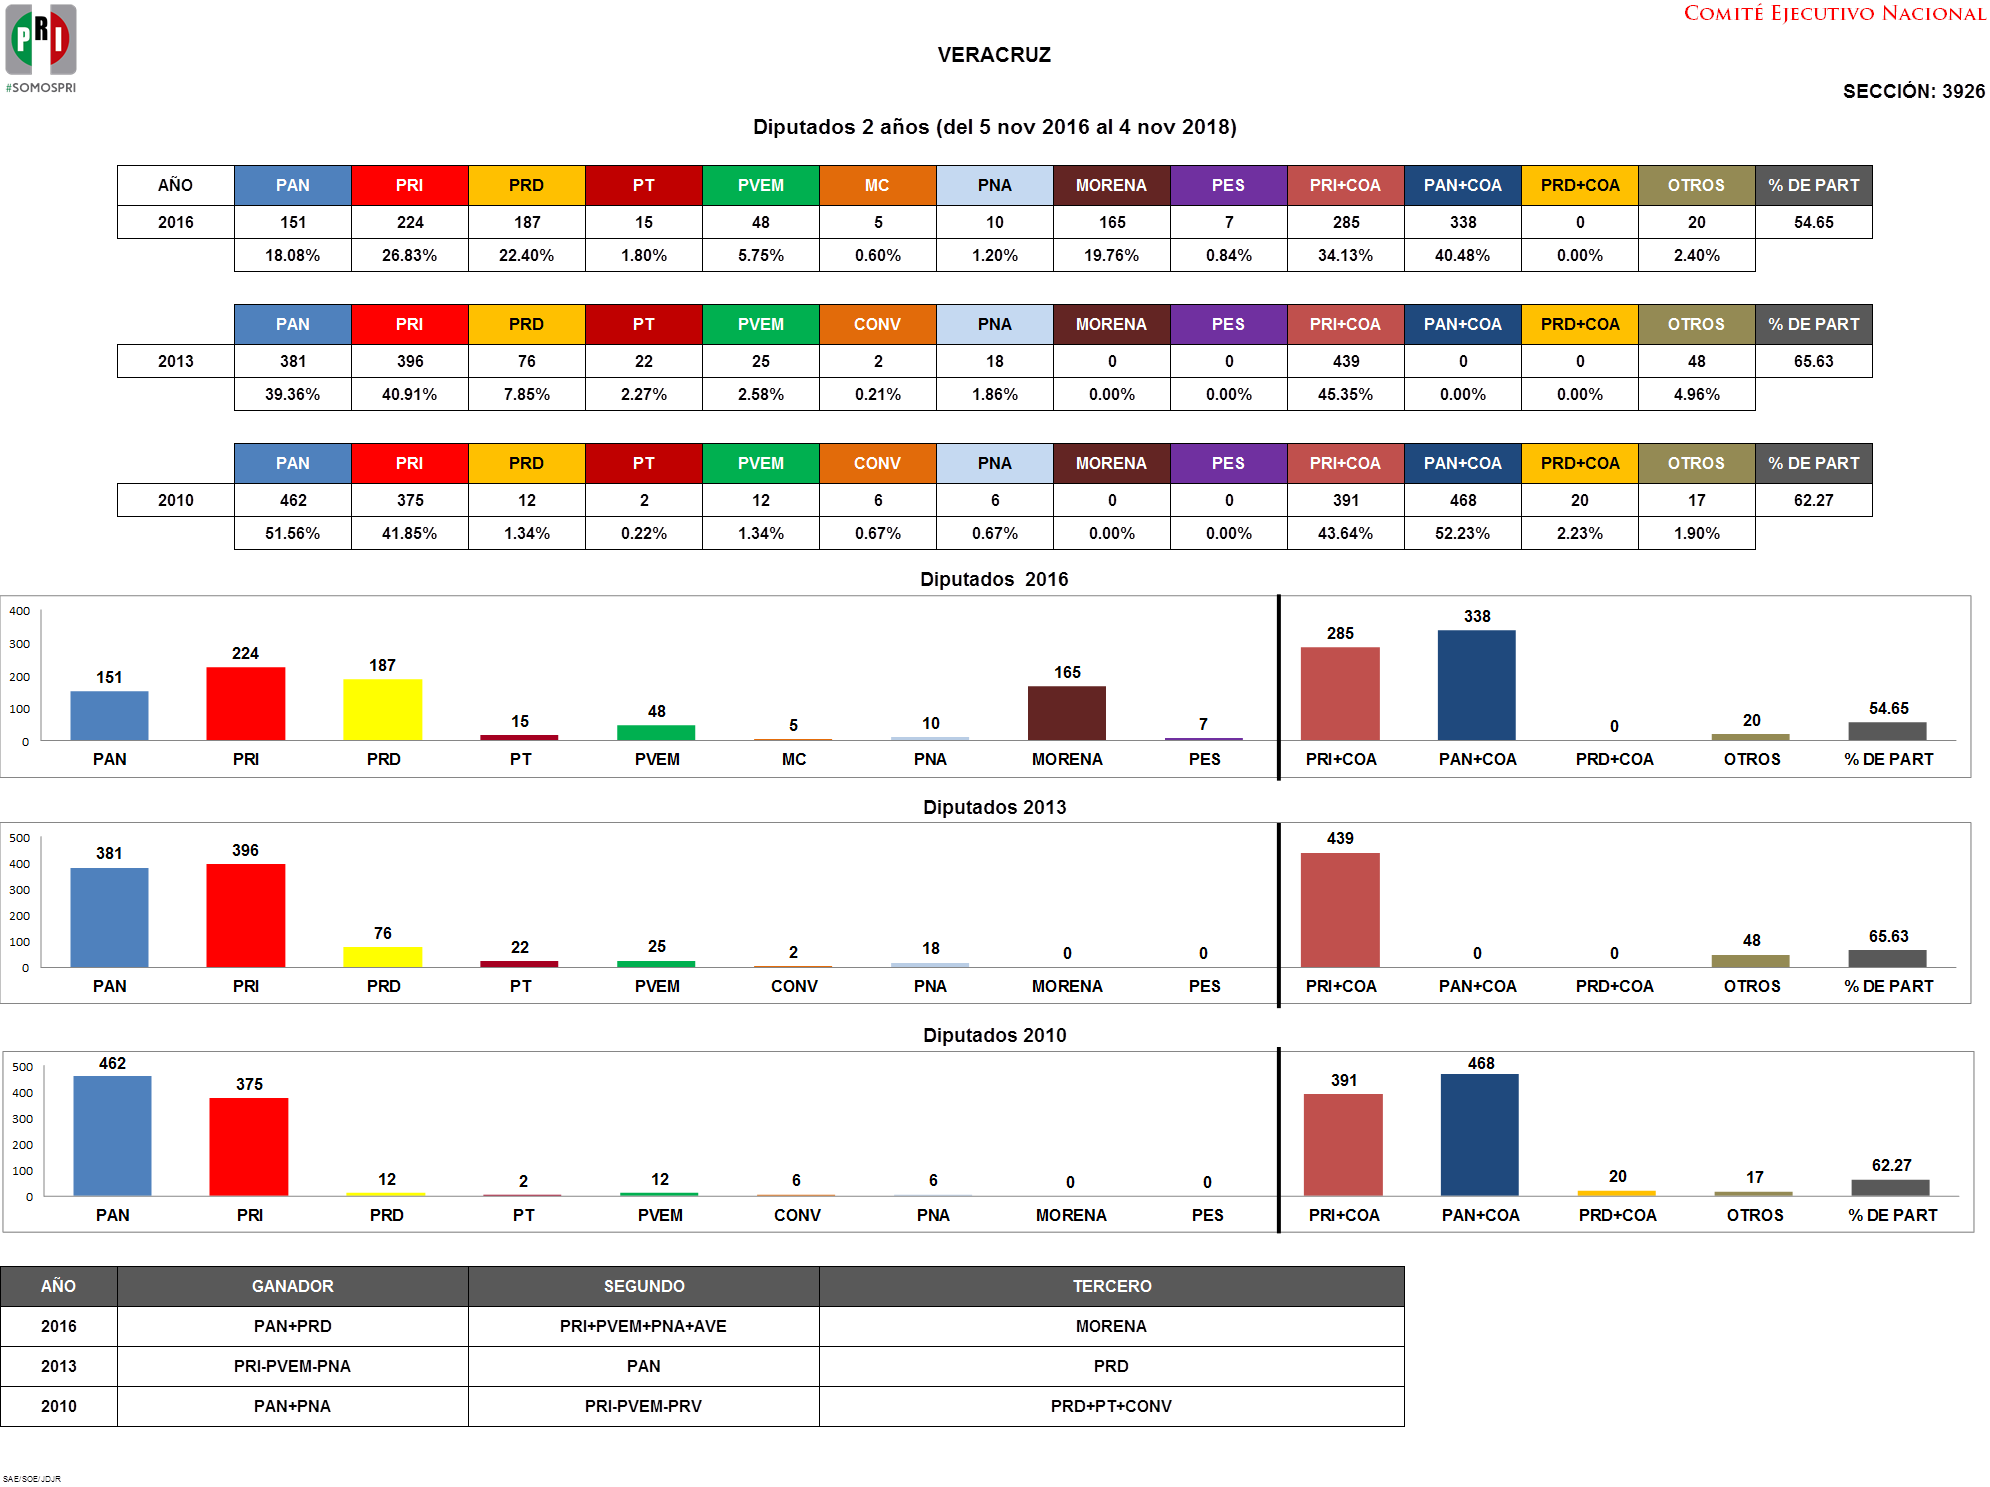 PRI
#SOMOSPRI
COMITÉ EJECUTIVO NACIONAL
VERACRUZ
SECCIÓN: 3926
Diputados 2 años (del 5 nov 2016 al 4 nov 2018)
AÑO PAN PRI PRD PT PVEM MC PNA MORENA PES PRI+COA PAN+COA PRD+COA OTROS % DE PART
2016 151 224 187 15 48 5 10 165 7 285 338 0 20 54.65
18.08% 26.83% 22.40% 1.80% 5.75% 0.60% 1.20% 19.76% 0.84% 34.13% 40.48% 0.00% 2.40%
PAN PRI PRD PT PVEM CONV PNA MORENA PES PRI+COA PAN+COA PRD+COA OTROS % DE PART
2013 381 396 76 22 25 2 18 0 0 439 0 0 48 65.63
39.36% 40.91% 7.85% 2.27% 2.58% 0.21% 1.86% 0.00% 0.00% 45.35% 0.00% 0.00% 4.96%
PAN PRI PRD PT PVEM CONV PNA MORENA PES PRI+COA PAN+COA PRD+COA OTROS % DE PART
2010 462 375 12 2 12 6 6 0 0 391 468 20 17 62.27
51.56% 41.85% 1.34% 0.22% 1.34% 0.67% 0.67% 0.00% 0.00% 43.64% 52.23% 2.23% 1.90%
Diputados 2016
400
300
200
100
0
151 224 187 15 48 5 10 165 7 285 338 0 20 54.65
PAN PRI PRD PT PVEM MC PNA MORENA PES PRI+COA PAN+COA PRD+COA OTROS % DE PART
Diputados 2013
500
400
300
200
100
0
381 396 76 22 25 2 18 0 0 439 0 0 48 65.63
PAN PRI PRD PT PVEM CONV PNA MORENA PES PRI+COA PAN+COA PRD+COA OTROS % DE PART
Diputados 2010
500
400
300
200
100
0
462 375 12 2 12 6 6 0 0 391 468 20 17 62.27
PAN PRI PRD PT PVEM CONV PNA MORENA PES PRI+COA PAN+COA PRD+COA OTROS % DE PART
AÑO GANADOR SEGUNDO TERCERO
2016 PAN+PRD PRI+PVEM+PNA+AVE MORENA
2013 PRI-PVEM-PNA PAN PRD
2010 PAN+PNA PRI-PVEM-PRV PRD+PT+CONV
SAE/SOE/JDJR